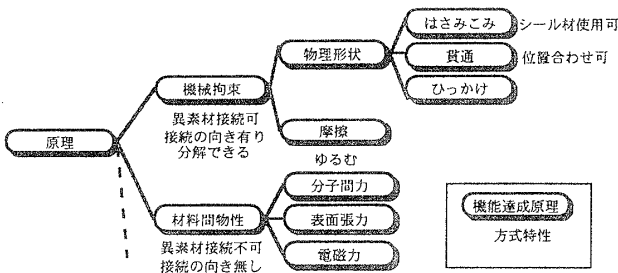 はさみこみ
シール材使用可
物理形状
貫通
位置合わせ可
機械拘束
ひっかけ
異素材接続可
接続の向き有り
分解できる
摩擦
ゆるむ
原理
分子間力
材料間物性
表面張力
異素材接続不可
接続の向き無し
電磁力
機能達成原理
方式特性